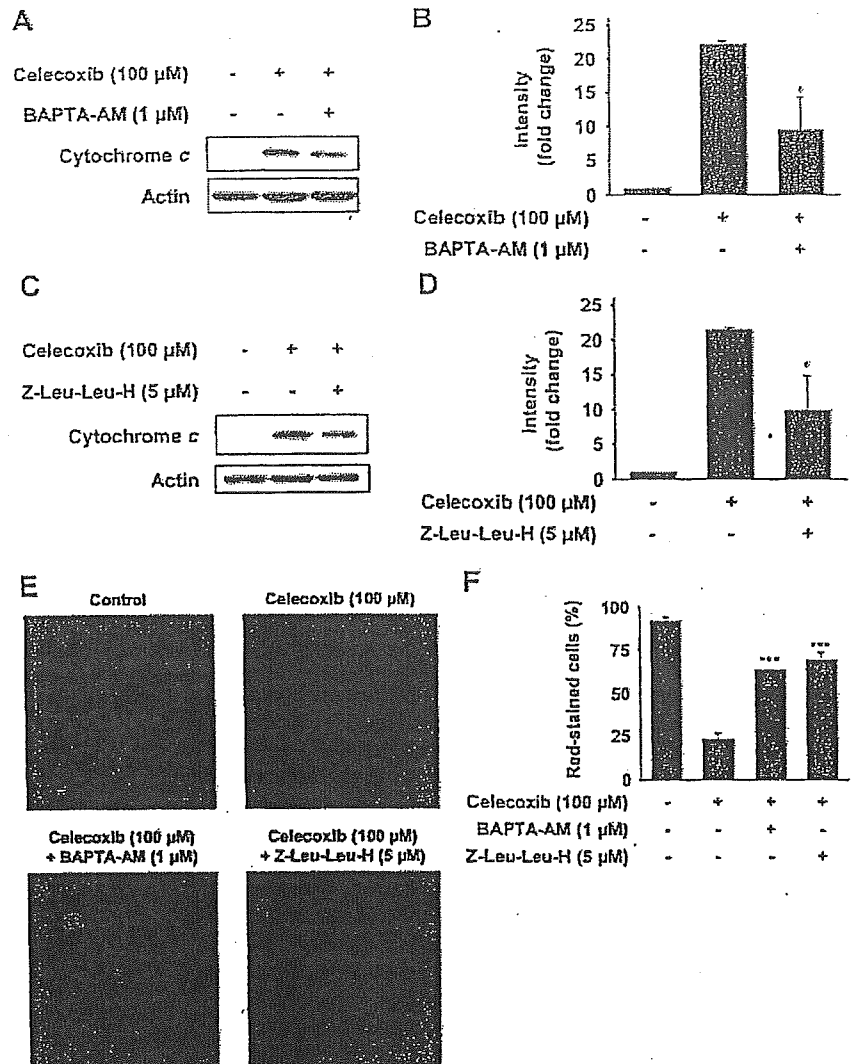 A
Celecoxib (100 µM) - + +
BAPTA-AM (1 µM) - - +
Cytochrome c
Actin
B
Intensity
(fold change)
25
20
15
10
5
0
Celecoxib (100 µM) - + +
BAPTA-AM (1 µM) - - +
C
Celecoxib (100 µM) - + +
Z-Leu-Leu-H (5 µM) - - +
Cytochrome c
Actin
D
Intensity
(fold change)
25
20
15
10
5
0
Celecoxib (100 µM) - + +
Z-Leu-Leu-H (5 µM) - - +
E
Control
Celecoxib (100 µM)
Celecoxib (100 µM)
+ BAPTA-AM (1 µM)
Celecoxib (100 µM)
+ Z-Leu-Leu-H (5 µM)
F
Red-stained cells (%)
100
75
50
25
0
*** ***
Celecoxib (100 µM) - + + +
BAPTA-AM (1 µM) - - + -
Z-Leu-Leu-H (5 µM) - - - +